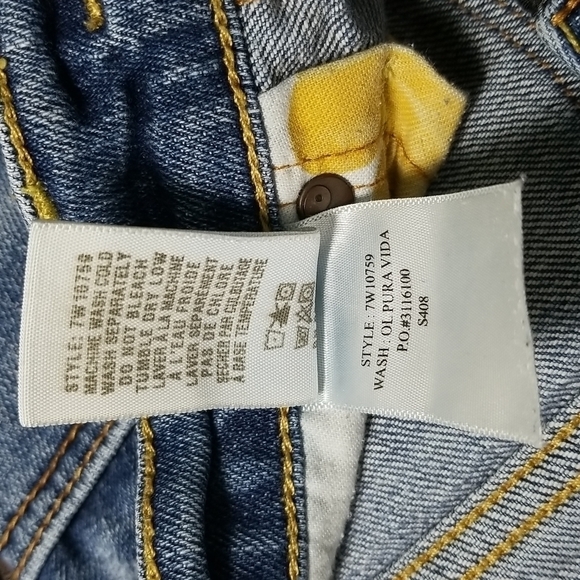 STYLE: 7W10759
MACHINE WASH COLD
WASH SEPARATELY
DO NOT BLEACH
TUMBLE DRY LOW
LAVER À LA MACHINE
A L'EAU FROIDE
LAVER SEPAREMENT
PAS DE CHLORE
SECHER PAR CULBUTAGE
A BASE TEMPERATURE
STYLE : 7W10759
WASH : OL PURA VIDA
P.O.#3116100
S408